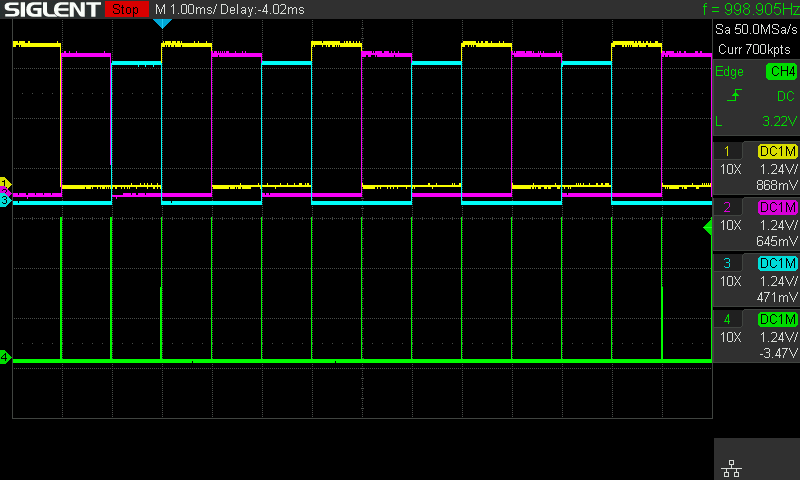 SIGLENT Stop M 1.00ms/ Delay:-4.02ms f = 998.905Hz
Sa 50.0MSa/s
Curr 700kpts
Edge CH4
DC
L 3.22V
1 DC1M
10X 1.24V/
868mV
2 DC1M
10X 1.24V/
645mV
3 DC1M
10X 1.24V/
471mV
4 DC1M
10X 1.24V/
-3.47V
1
3
4